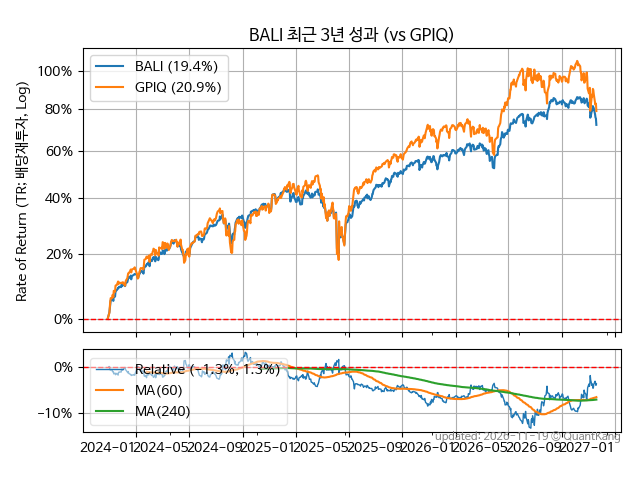 BALI 최근 3년 성과 (vs GPIQ)
Rate of Return (TR: 배당재투자, Log)
100%
80%
60%
40%
20%
0%
BALI (19.4%)
GPIQ (20.9%)
0%
−10%
Relative (−1.3%, 1.3%)
MA(60)
MA(240)
updated: 2026-11-19 © QuantKang
2024-01 2024-05 2024-09 2025-01 2025-05 2025-09 2026-01 2026-05 2026-09 2027-01